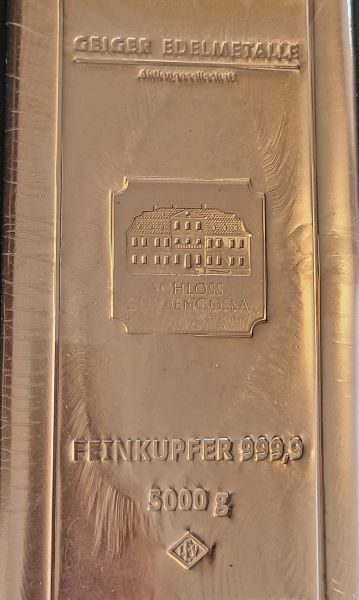 GEIGER EDELMETALLE
Aktiengesellschaft
SCHLOSS
GÜLDENGOSSA
FEINKUPFER 999,9
5000 g